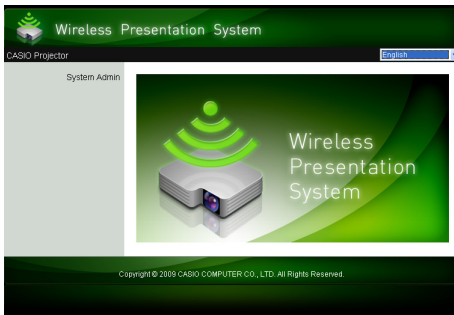 Wireless Presentation System
CASIO Projector
English
System Admin
Wireless
Presentation
System
Copyright © 2009 CASIO COMPUTER CO., LTD. All Rights Reserved.